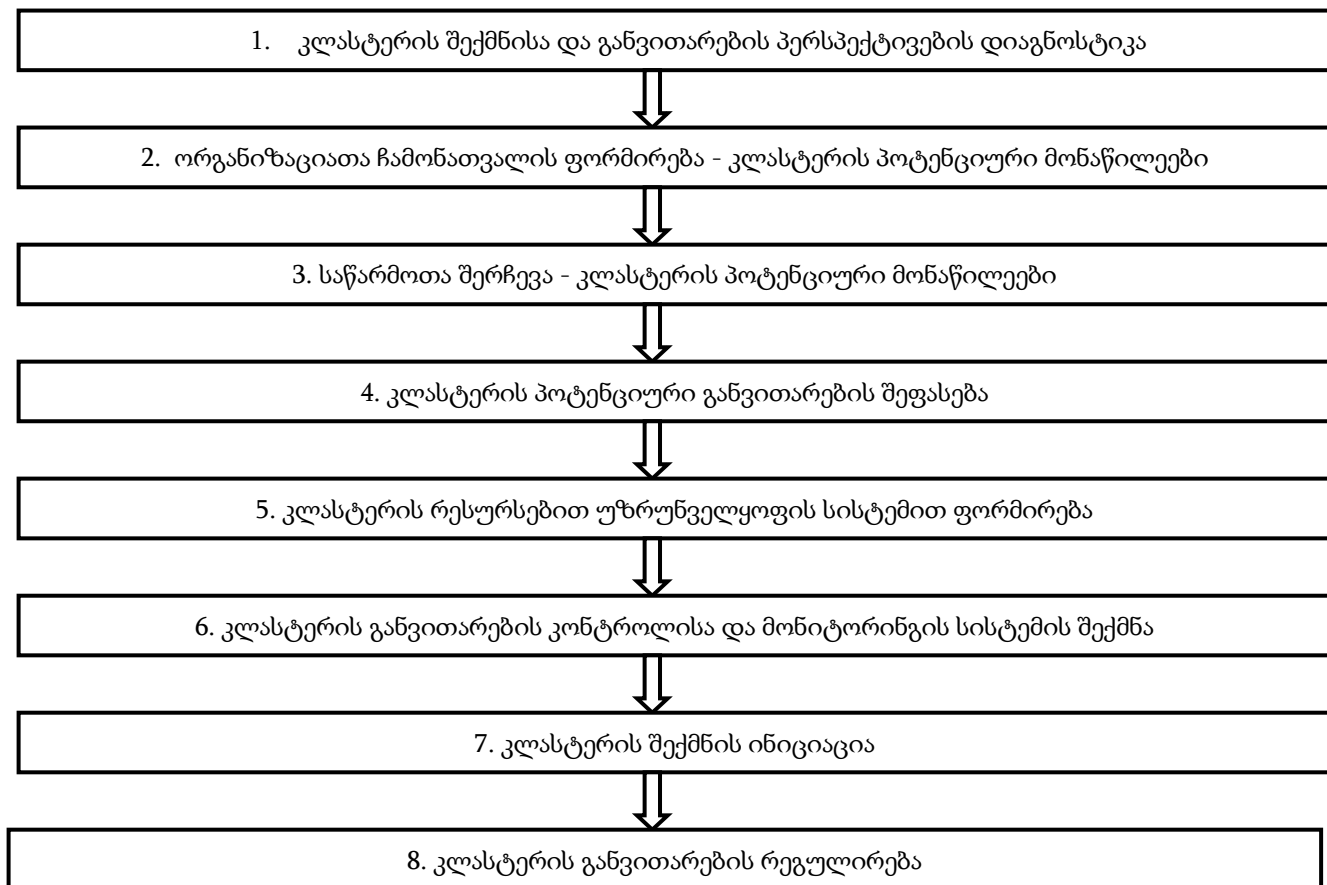 1. კლასტერის შექმნისა და განვითარების პერსპექტივების დიაგნოსტიკა
2. ორგანიზაციათა ჩამონათვალის ფორმირება - კლასტერის პოტენციური მონაწილეები
3. საწარმოთა შერჩევა - კლასტერის პოტენციური მონაწილეები
4. კლასტერის პოტენციური განვითარების შეფასება
5. კლასტერის რესურსებით უზრუნველყოფის სისტემით ფორმირება
6. კლასტერის განვითარების კონტროლისა და მონიტორინგის სისტემის შექმნა
7. კლასტერის შექმნის ინიციაცია
8. კლასტერის განვითარების რეგულირება